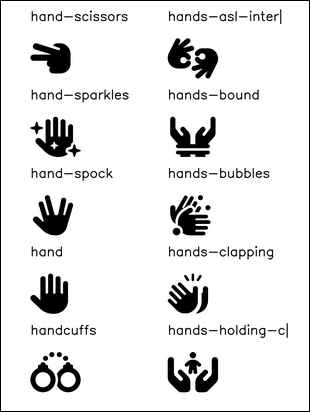 hand-scissors
hands-asl-inter|
hand-sparkles
hands-bound
hand-spock
hands-bubbles
hand
hands-clapping
handcuffs
hands-holding-c|